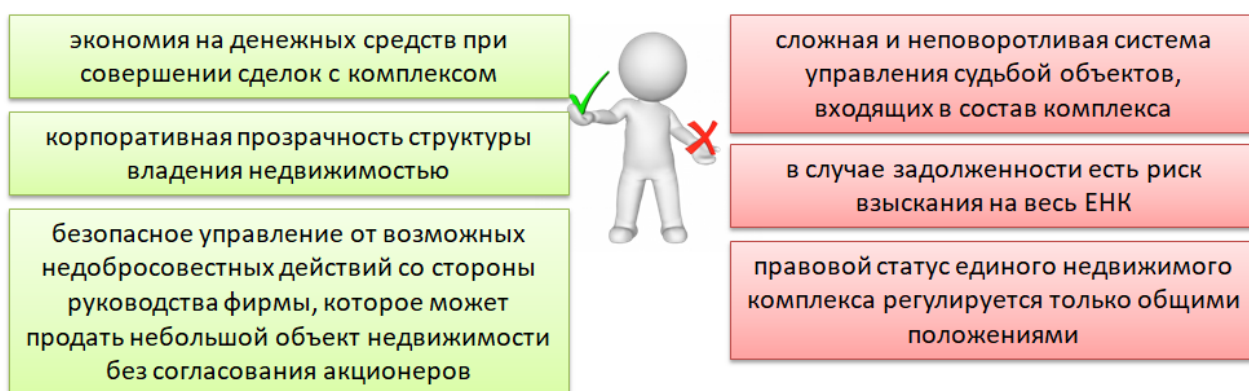 экономия на денежных средств при
совершении сделок с комплексом
корпоративная прозрачность структуры
владения недвижимостью
безопасное управление от возможных
недобросовестных действий со стороны
руководства фирмы, которое может
продать небольшой объект недвижимости
без согласования акционеров
сложная и неповоротливая система
управления судьбой объектов,
входящих в состав комплекса
в случае задолженности есть риск
взыскания на весь ЕНК
правовой статус единого недвижимого
комплекса регулируется только общими
положениями